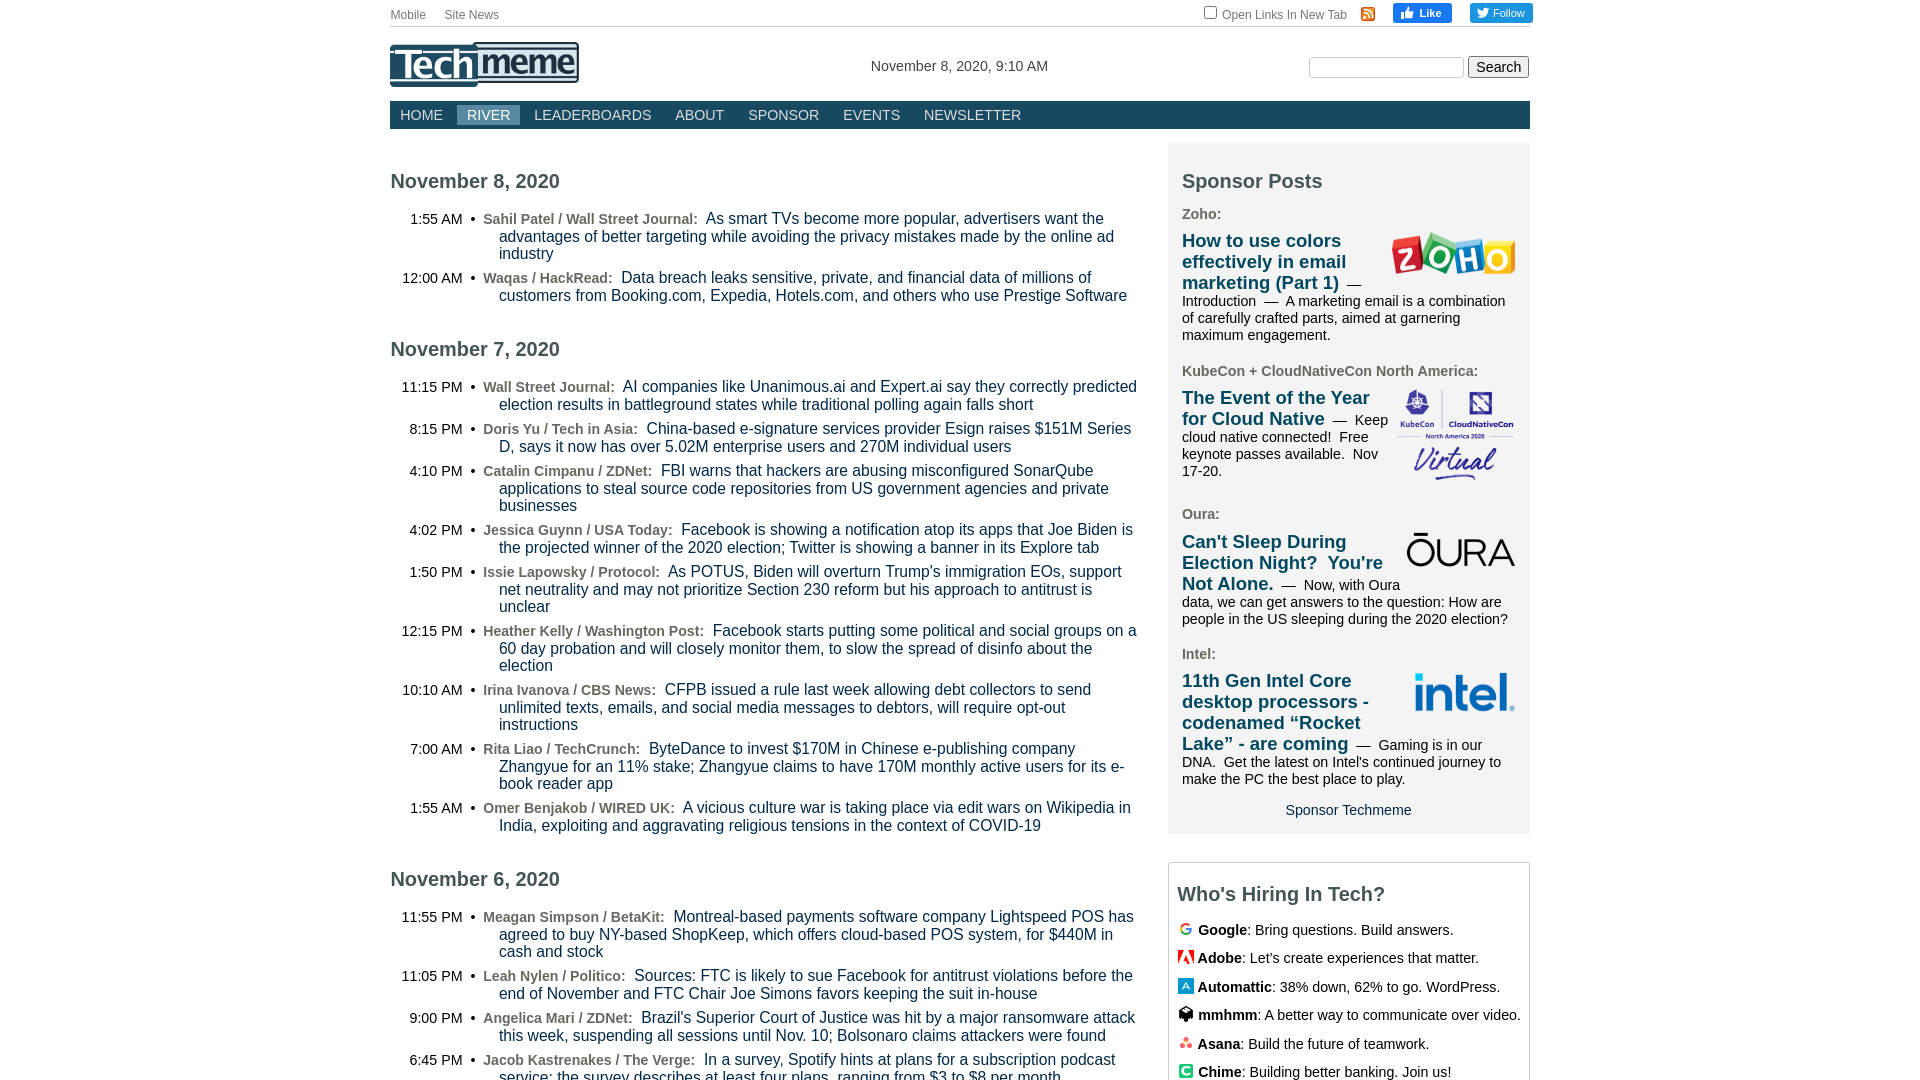 Mobile Site News
Open Links In New Tab Like Follow
Techmeme
November 8, 2020, 9:10 AM
Search
HOME RIVER LEADERBOARDS ABOUT SPONSOR EVENTS NEWSLETTER
November 8, 2020
1:55 AM • Sahil Patel / Wall Street Journal: As smart TVs become more popular, advertisers want the
advantages of better targeting while avoiding the privacy mistakes made by the online ad
industry
12:00 AM • Waqas / HackRead: Data breach leaks sensitive, private, and financial data of millions of
customers from Booking.com, Expedia, Hotels.com, and others who use Prestige Software
November 7, 2020
11:15 PM • Wall Street Journal: AI companies like Unanimous.ai and Expert.ai say they correctly predicted
election results in battleground states while traditional polling again falls short
8:15 PM • Doris Yu / Tech in Asia: China-based e-signature services provider Esign raises $151M Series
D, says it now has over 5.02M enterprise users and 270M individual users
4:10 PM • Catalin Cimpanu / ZDNet: FBI warns that hackers are abusing misconfigured SonarQube
applications to steal source code repositories from US government agencies and private
businesses
4:02 PM • Jessica Guynn / USA Today: Facebook is showing a notification atop its apps that Joe Biden is
the projected winner of the 2020 election; Twitter is showing a banner in its Explore tab
1:50 PM • Issie Lapowsky / Protocol: As POTUS, Biden will overturn Trump's immigration EOs, support
net neutrality and may not prioritize Section 230 reform but his approach to antitrust is
unclear
12:15 PM • Heather Kelly / Washington Post: Facebook starts putting some political and social groups on a
60 day probation and will closely monitor them, to slow the spread of disinfo about the
election
10:10 AM • Irina Ivanova / CBS News: CFPB issued a rule last week allowing debt collectors to send
unlimited texts, emails, and social media messages to debtors, will require opt-out
instructions
7:00 AM • Rita Liao / TechCrunch: ByteDance to invest $170M in Chinese e-publishing company
Zhangyue for an 11% stake; Zhangyue claims to have 170M monthly active users for its e-
book reader app
1:55 AM • Omer Benjakob / WIRED UK: A vicious culture war is taking place via edit wars on Wikipedia in
India, exploiting and aggravating religious tensions in the context of COVID-19
November 6, 2020
11:55 PM • Meagan Simpson / BetaKit: Montreal-based payments software company Lightspeed POS has
agreed to buy NY-based ShopKeep, which offers cloud-based POS system, for $440M in
cash and stock
11:05 PM • Leah Nylen / Politico: Sources: FTC is likely to sue Facebook for antitrust violations before the
end of November and FTC Chair Joe Simons favors keeping the suit in-house
9:00 PM • Angelica Mari / ZDNet: Brazil's Superior Court of Justice was hit by a major ransomware attack
this week, suspending all sessions until Nov. 10; Bolsonaro claims attackers were found
6:45 PM • Jacob Kastrenakes / The Verge: In a survey, Spotify hints at plans for a subscription podcast
service; the survey describes at least four plans, ranging from $3 to $8 per month
Sponsor Posts
Zoho:
How to use colors
effectively in email
marketing (Part 1) —
Introduction — A marketing email is a combination
of carefully crafted parts, aimed at garnering
maximum engagement.
ZOHO
KubeCon + CloudNativeCon North America:
The Event of the Year
for Cloud Native — Keep
cloud native connected! Free
keynote passes available. Nov
17-20.
KubeCon CloudNativeCon
North America 2020
Virtual
Oura:
Can't Sleep During
Election Night? You're
Not Alone. — Now, with Oura
data, we can get answers to the question: How are
people in the US sleeping during the 2020 election?
ŌURA
Intel:
11th Gen Intel Core
desktop processors -
codenamed “Rocket
Lake” - are coming — Gaming is in our
DNA. Get the latest on Intel's continued journey to
make the PC the best place to play.
intel®
Sponsor Techmeme
Who's Hiring In Tech?
Google: Bring questions. Build answers.
Adobe: Let’s create experiences that matter.
Automattic: 38% down, 62% to go. WordPress.
mmhmm: A better way to communicate over video.
Asana: Build the future of teamwork.
Chime: Building better banking. Join us!